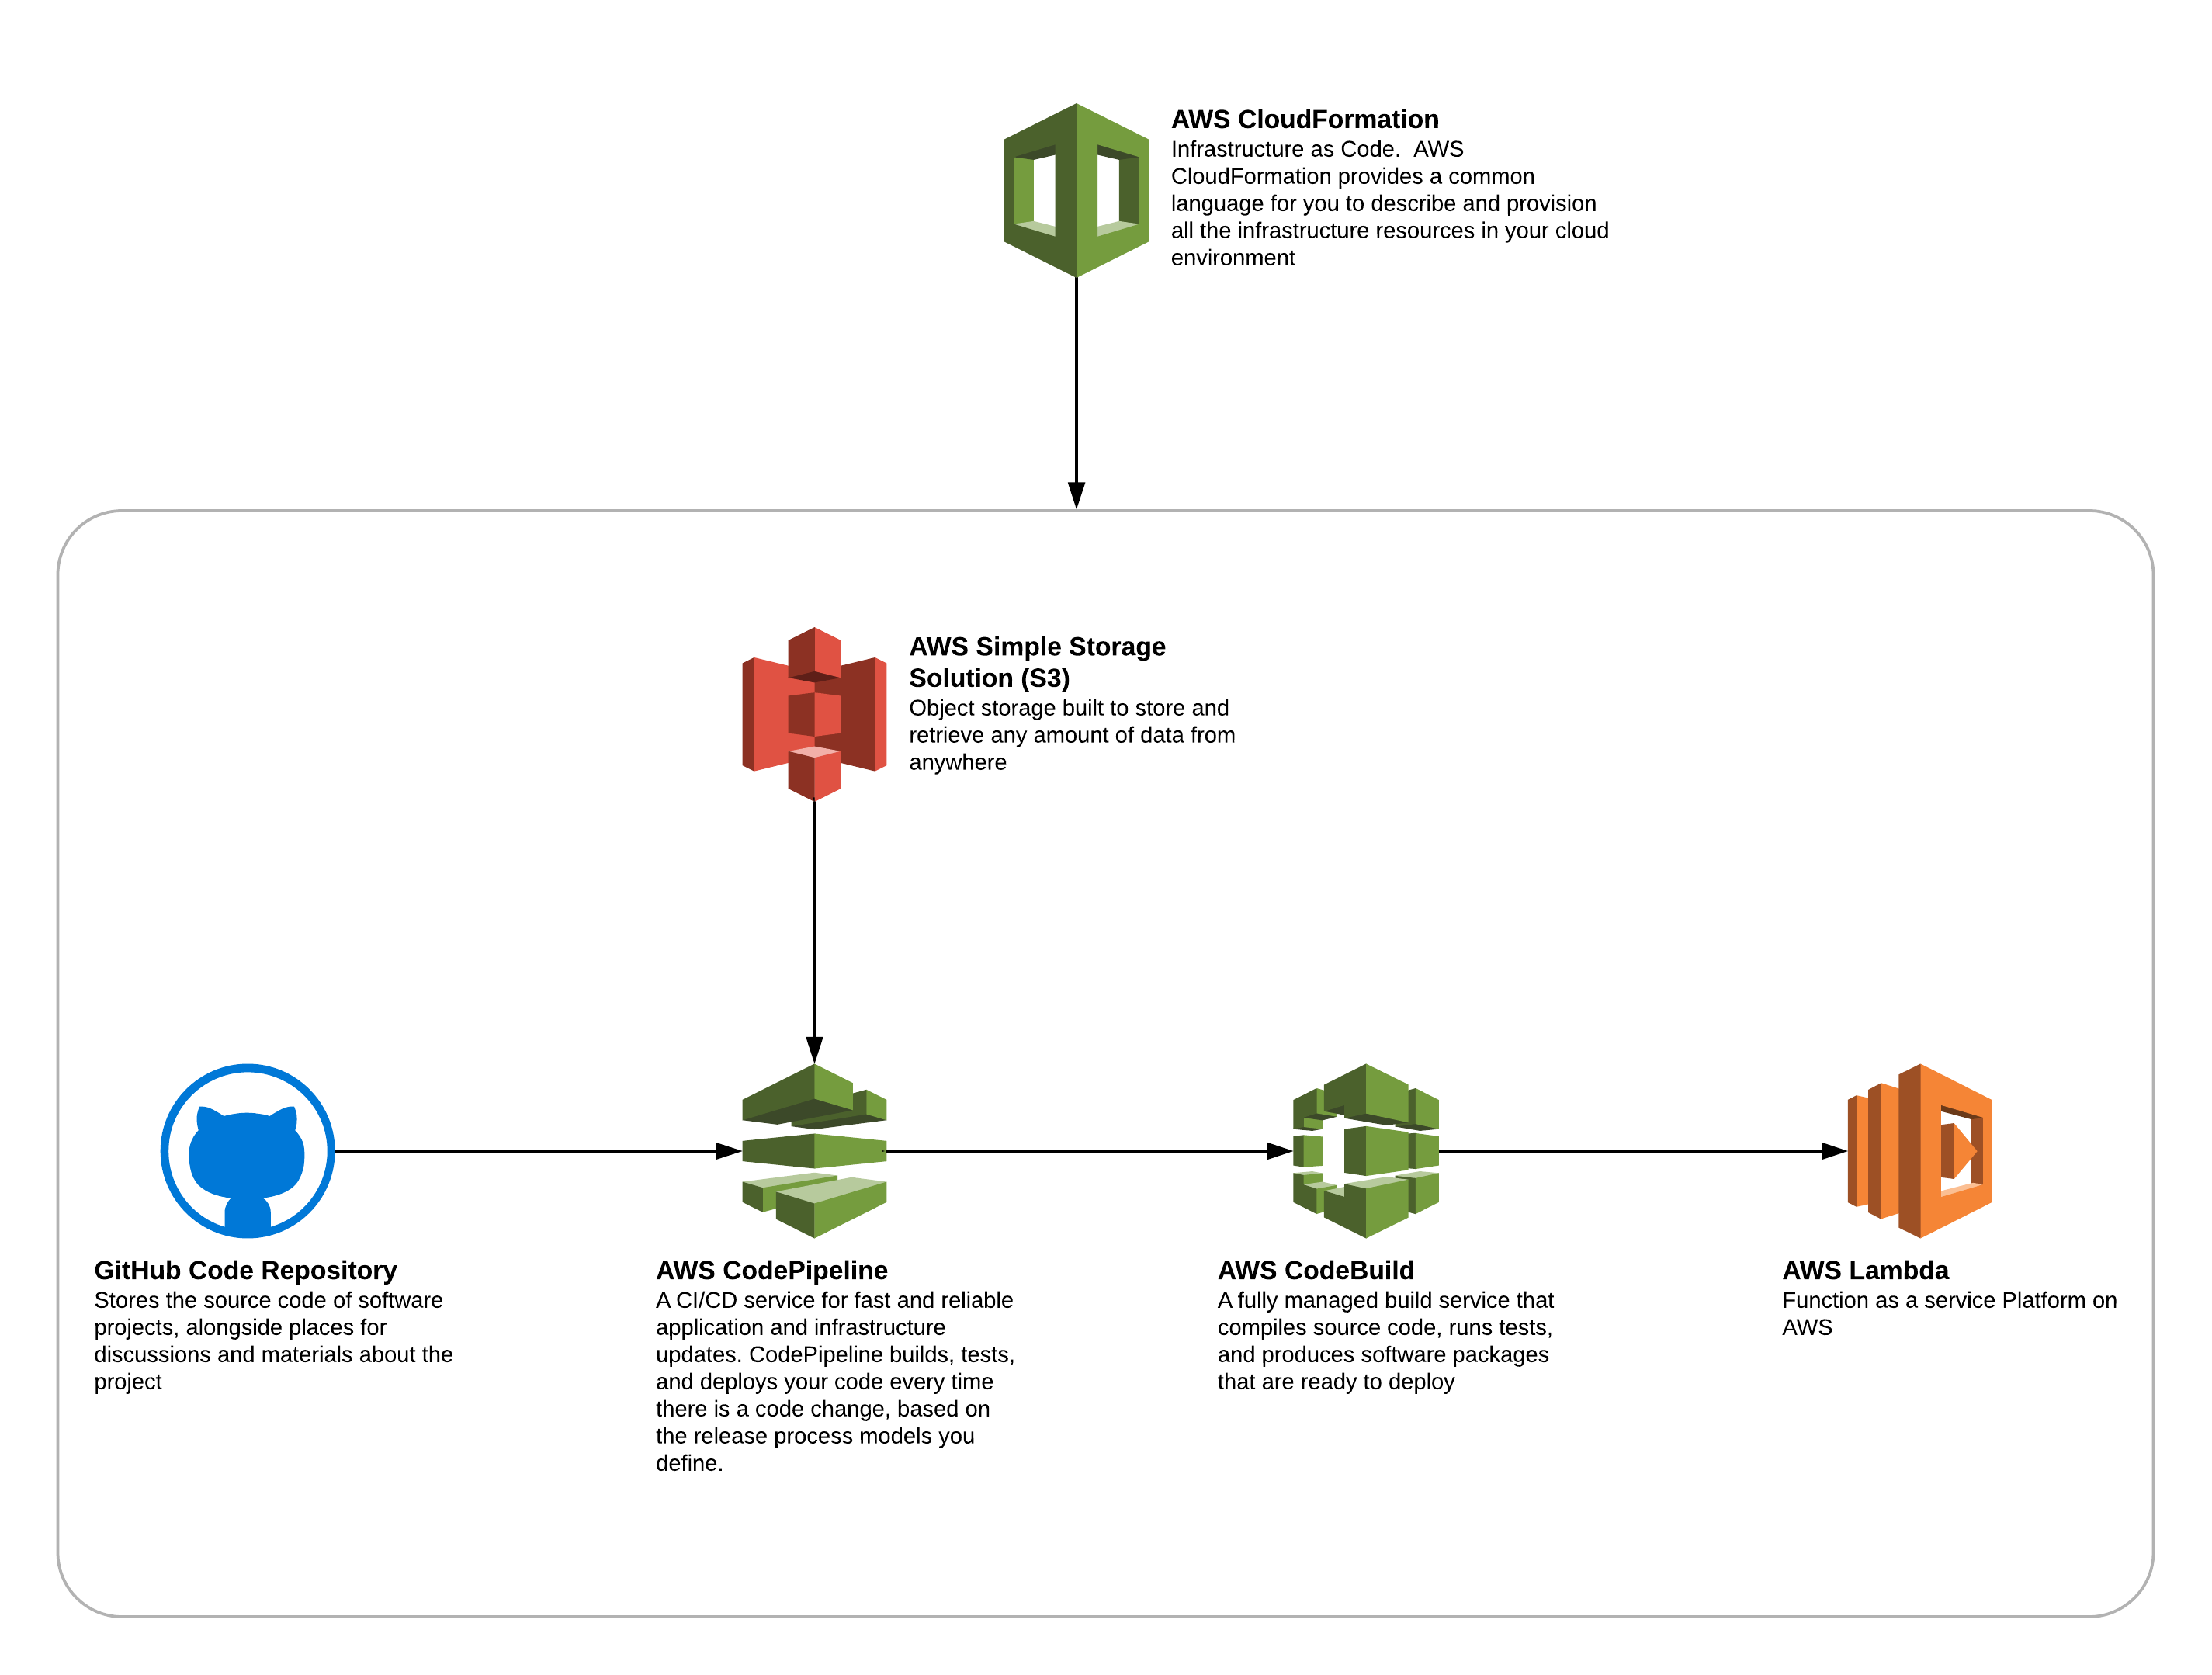 AWS CloudFormation
Infrastructure as Code.  AWS
CloudFormation provides a common
language for you to describe and provision
all the infrastructure resources in your cloud
environment
AWS Simple Storage
Solution (S3)
Object storage built to store and
retrieve any amount of data from
anywhere
GitHub Code Repository
Stores the source code of software
projects, alongside places for
discussions and materials about the
project
AWS CodePipeline
A CI/CD service for fast and reliable
application and infrastructure
updates. CodePipeline builds, tests,
and deploys your code every time
there is a code change, based on
the release process models you
define.
AWS CodeBuild
A fully managed build service that
compiles source code, runs tests,
and produces software packages
that are ready to deploy
AWS Lambda
Function as a service Platform on
AWS